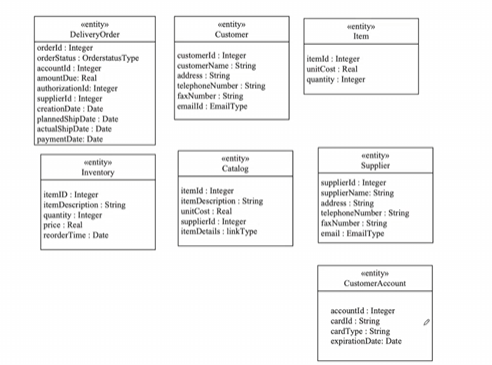 «entity»
DeliveryOrder
orderId : Integer
orderStatus : OrderstatusType
accountId : Integer
amountDue: Real
authorizationId: Integer
supplierId : Integer
creationDate : Date
plannedShipDate : Date
actualShipDate : Date
paymentDate: Date
«entity»
Customer
customerId : Integer
customerName : String
address : String
telephoneNumber : String
faxNumber : String
emailId : EmailType
«entity»
Item
itemId : Integer
unitCost : Real
quantity : Integer
«entity»
Inventory
itemID : Integer
itemDescription : String
quantity : Integer
price : Real
reorderTime : Date
«entity»
Catalog
itemId : Integer
itemDescription : String
unitCost : Real
supplierId : Integer
itemDetails : linkType
«entity»
Supplier
supplierId : Integer
supplierName: String
address : String
telephoneNumber : String
faxNumber : String
email : EmailType
«entity»
CustomerAccount
accountId : Integer
cardId : String
cardType : String
expirationDate: Date